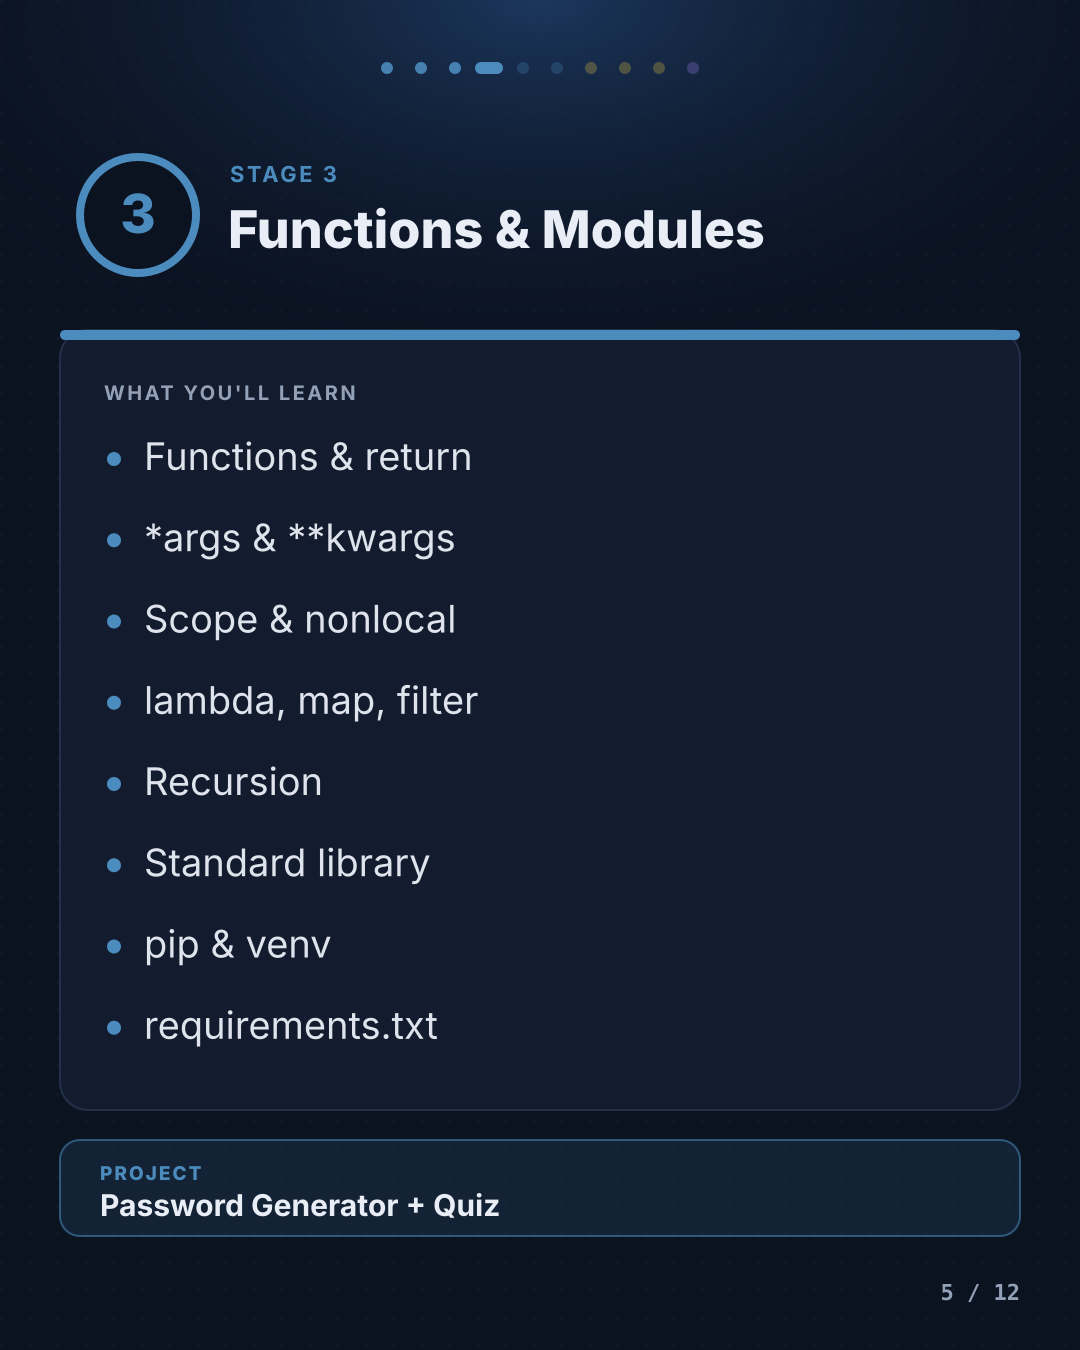 3
STAGE 3
Functions & Modules
WHAT YOU'LL LEARN
Functions & return
*args & **kwargs
Scope & nonlocal
lambda, map, filter
Recursion
Standard library
pip & venv
requirements.txt
PROJECT
Password Generator + Quiz
5 / 12